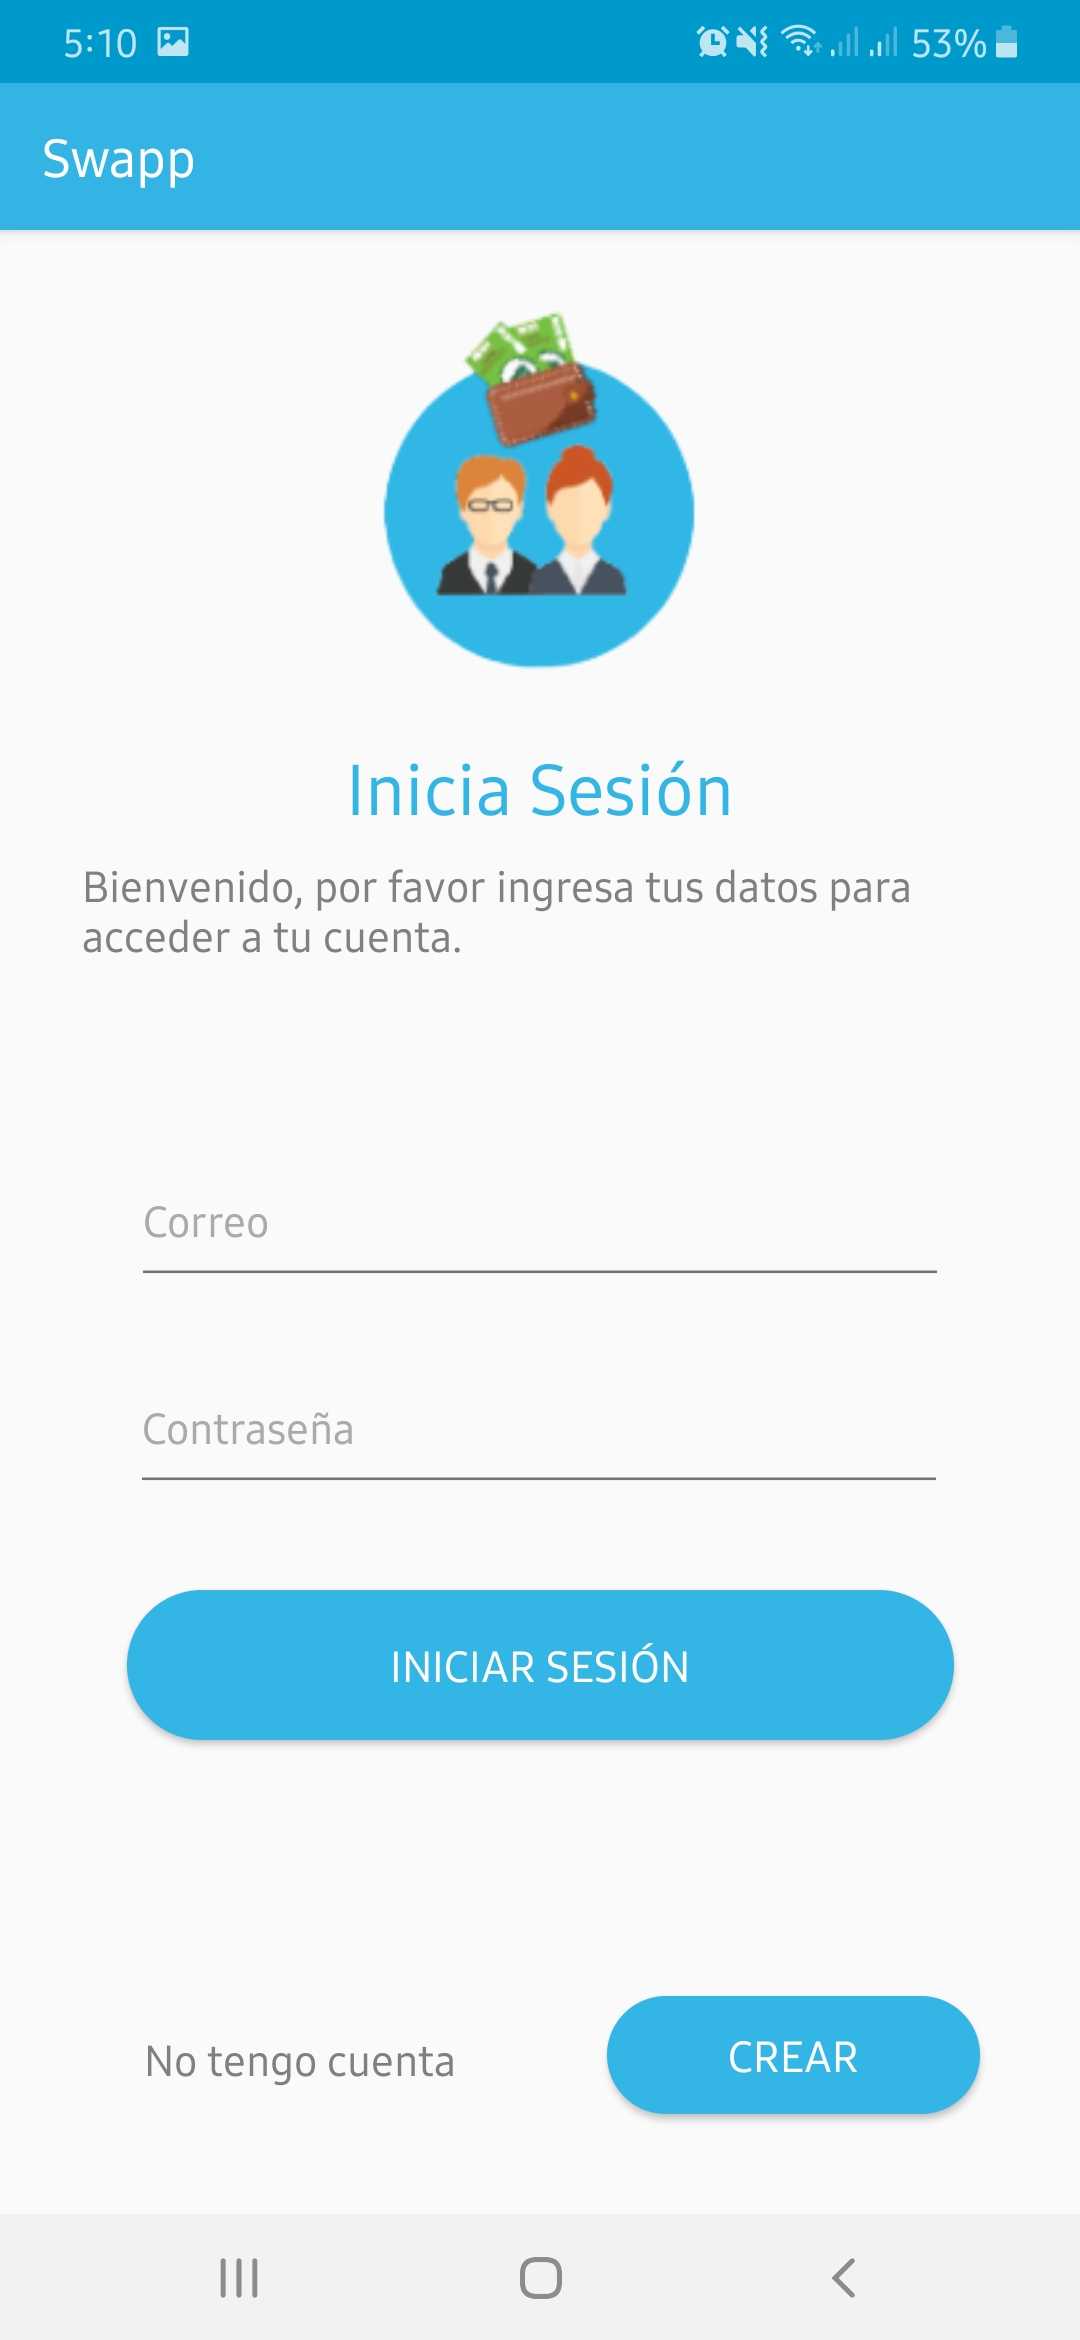 5:10
53%
Swapp
Inicia Sesión
Bienvenido, por favor ingresa tus datos para
acceder a tu cuenta.
Correo
Contraseña
INICIAR SESIÓN
No tengo cuenta
CREAR